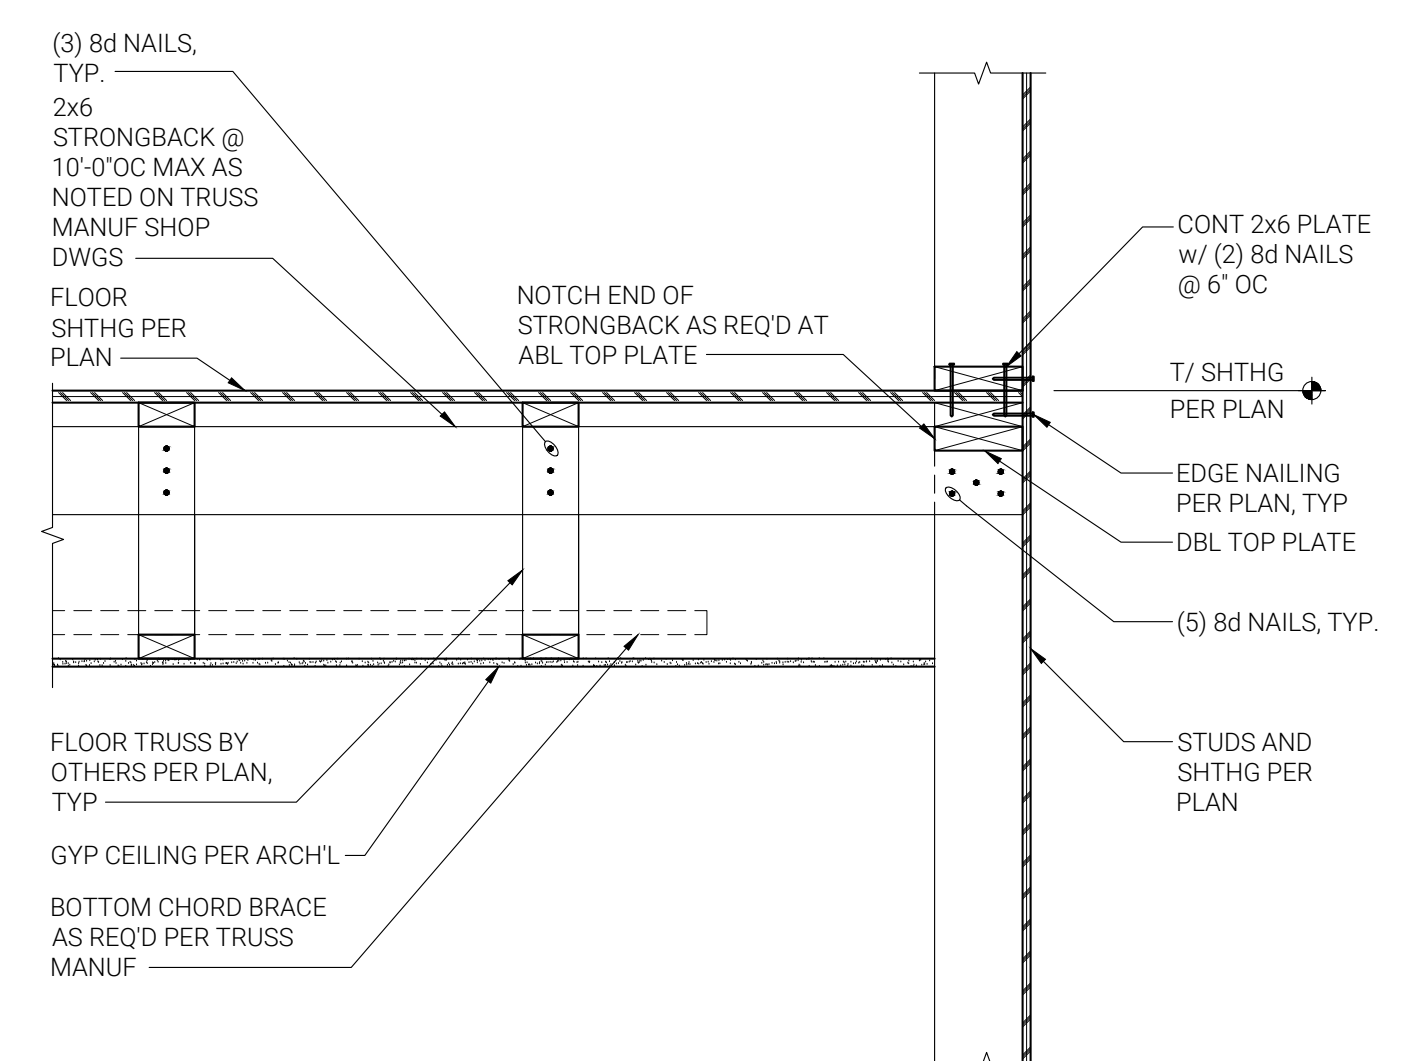 (3) 8d NAILS,
TYP.
2x6
STRONGBACK @
10'-0"OC MAX AS
NOTED ON TRUSS
MANUF SHOP
DWGS
FLOOR
SHTHG PER
PLAN
NOTCH END OF
STRONGBACK AS REQ'D AT
ABL TOP PLATE
CONT 2x6 PLATE
w/ (2) 8d NAILS
@ 6" OC
T/ SHTHG
PER PLAN
EDGE NAILING
PER PLAN, TYP
DBL TOP PLATE
(5) 8d NAILS, TYP.
STUDS AND
SHTHG PER
PLAN
FLOOR TRUSS BY
OTHERS PER PLAN,
TYP
GYP CEILING PER ARCH'L
BOTTOM CHORD BRACE
AS REQ'D PER TRUSS
MANUF